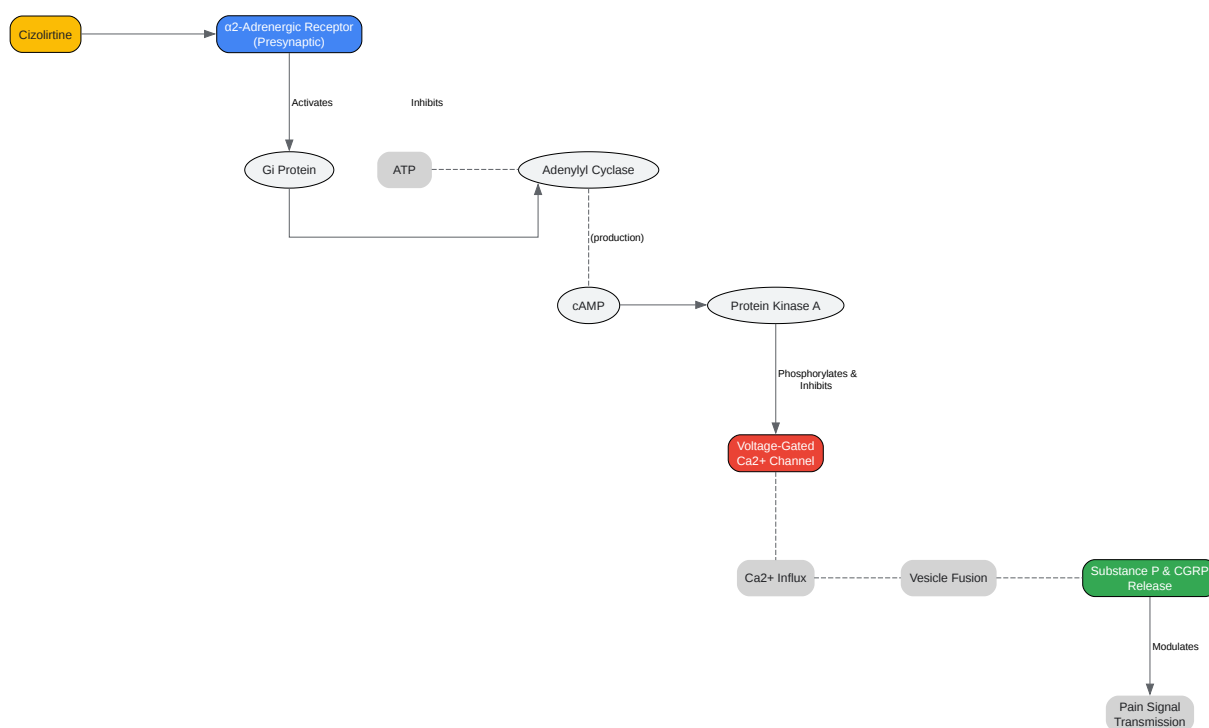 Cizolirtine
α2-Adrenergic Receptor
(Presynaptic)
Activates
Inhibits
Gi Protein
ATP
Adenylyl Cyclase
(production)
cAMP
Protein Kinase A
Phosphorylates &
Inhibits
Voltage-Gated
Ca2+ Channel
Ca2+ Influx
Vesicle Fusion
Substance P & CGRP
Release
Modulates
Pain Signal
Transmission